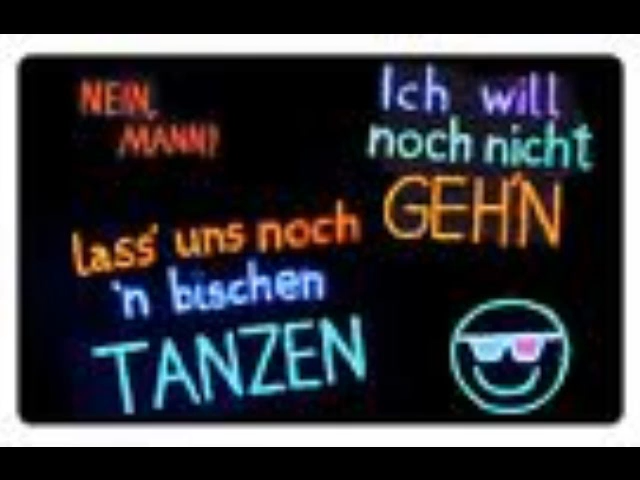 NEIN,
MANN!
Ich will
noch nicht
GEH'N
lass' uns noch
'n bischen
TANZEN